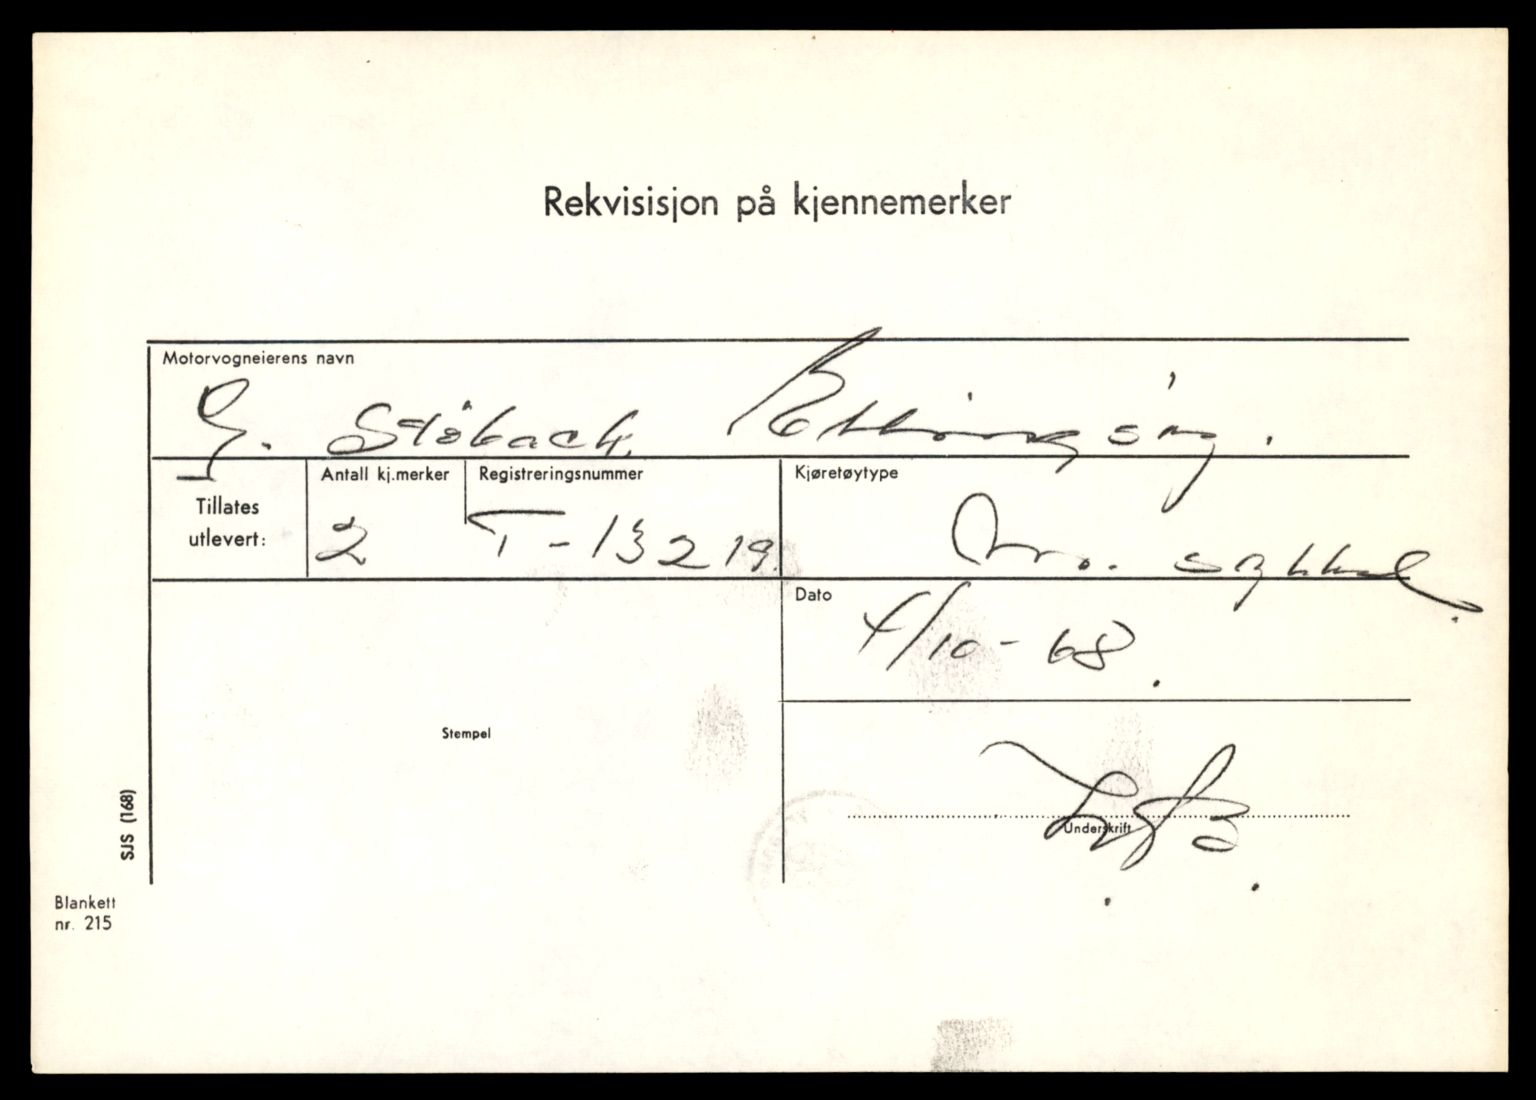 Rekvisisjon på kjennemerker
Motorvogneierens navn
G. Støback
Tillates utlevert:
Antall kj.merker
2
Registreringsnummer
T-13219.
Kjøretøytype
Dato
4/10-68.
Stempel
Underskrift
SJS (168)
Blankett
nr. 215